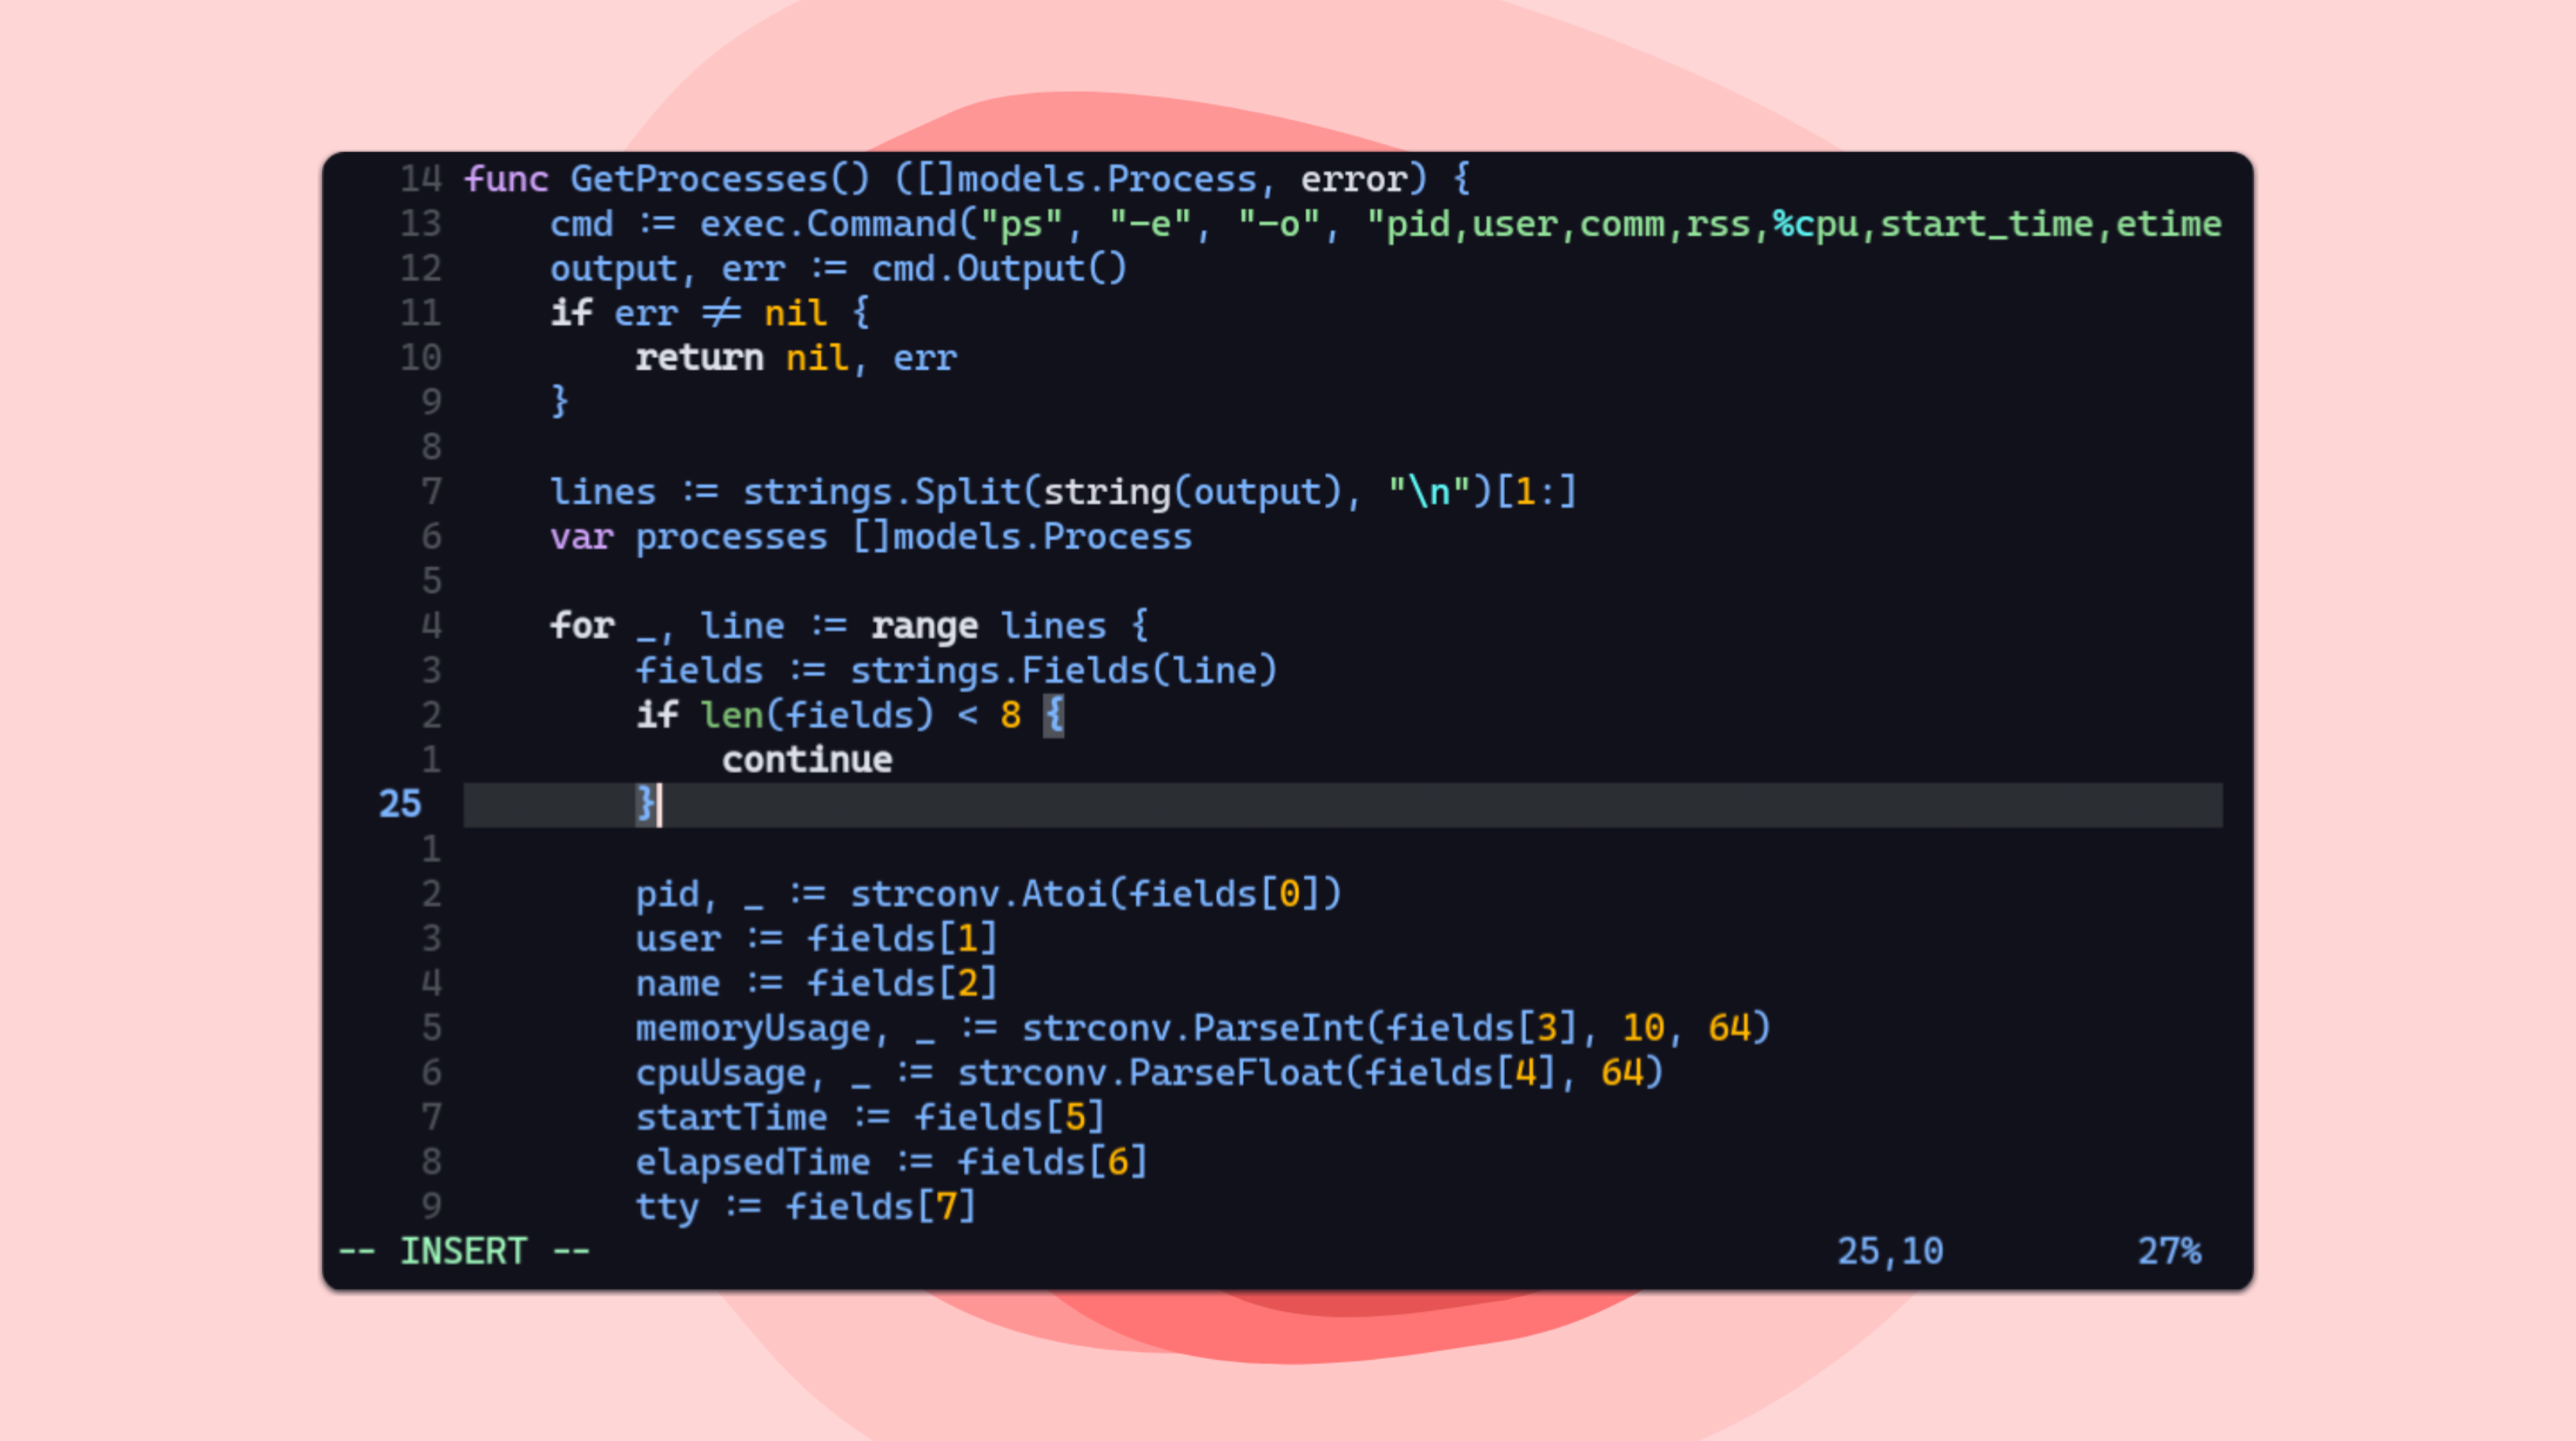 14 func GetProcesses() ([]models.Process, error) {
13     cmd := exec.Command("ps", "-e", "-o", "pid,user,comm,rss,%cpu,start_time,etime
12     output, err := cmd.Output()
11     if err ≠ nil {
10         return nil, err
9     }
8
7     lines := strings.Split(string(output), "\n")[1:]
6     var processes []models.Process
5
4     for _, line := range lines {
3         fields := strings.Fields(line)
2         if len(fields) < 8 {
1             continue
25         }
1
2         pid, _ := strconv.Atoi(fields[0])
3         user := fields[1]
4         name := fields[2]
5         memoryUsage, _ := strconv.ParseInt(fields[3], 10, 64)
6         cpuUsage, _ := strconv.ParseFloat(fields[4], 64)
7         startTime := fields[5]
8         elapsedTime := fields[6]
9         tty := fields[7]
-- INSERT -- 25,10 27%